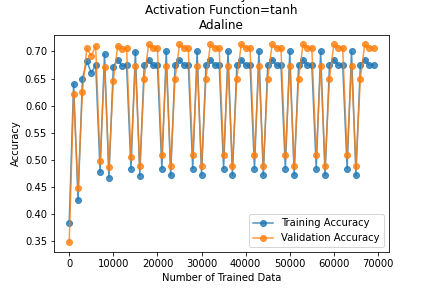 Activation Function=tanh
Adaline
Accuracy
0.70
0.65
0.60
0.55
0.50
0.45
0.40
0.35
0 10000 20000 30000 40000 50000 60000 70000
Number of Trained Data
Training Accuracy
Validation Accuracy